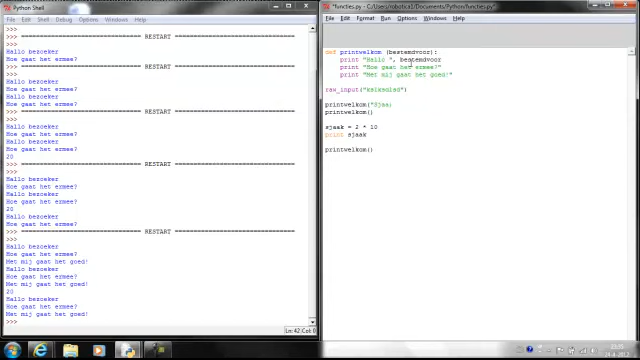 Python Shell
File Edit Shell Debug Options Windows Help
>>>
================================ RESTART ================================
>>>
Hallo bezoeker
Hoe gaat het ermee?
>>>
================================ RESTART ================================
>>>
Hallo bezoeker
Hoe gaat het ermee?
Hallo bezoeker
Hoe gaat het ermee?
>>>
================================ RESTART ================================
>>>
Hallo bezoeker
Hoe gaat het ermee?
Hallo bezoeker
Hoe gaat het ermee?
20
>>>
================================ RESTART ================================
>>>
Hallo bezoeker
Hoe gaat het ermee?
Hallo bezoeker
Hoe gaat het ermee?
20
Hallo bezoeker
Hoe gaat het ermee?
>>>
================================ RESTART ================================
>>>
Hallo bezoeker
Hoe gaat het ermee?
Met mij gaat het goed!
Hallo bezoeker
Hoe gaat het ermee?
Met mij gaat het goed!
20
Hallo bezoeker
Hoe gaat het ermee?
Met mij gaat het goed!
>>>
Ln: 42 Col: 0
*functies.py - C:/Users/robotica1/Documents/Python/functies.py*
File Edit Format Run Options Windows Help
def printwelkom (bestemdvoor):
print "Hallo ", bestemdvoor
print "Hoe gaat het ermee?"
print "Met mij gaat het goed!"
raw_input("kslksdlsd")
printwelkom("Sjaa)
printwelkom()
sjaak = 2 * 10
print sjaak
printwelkom()